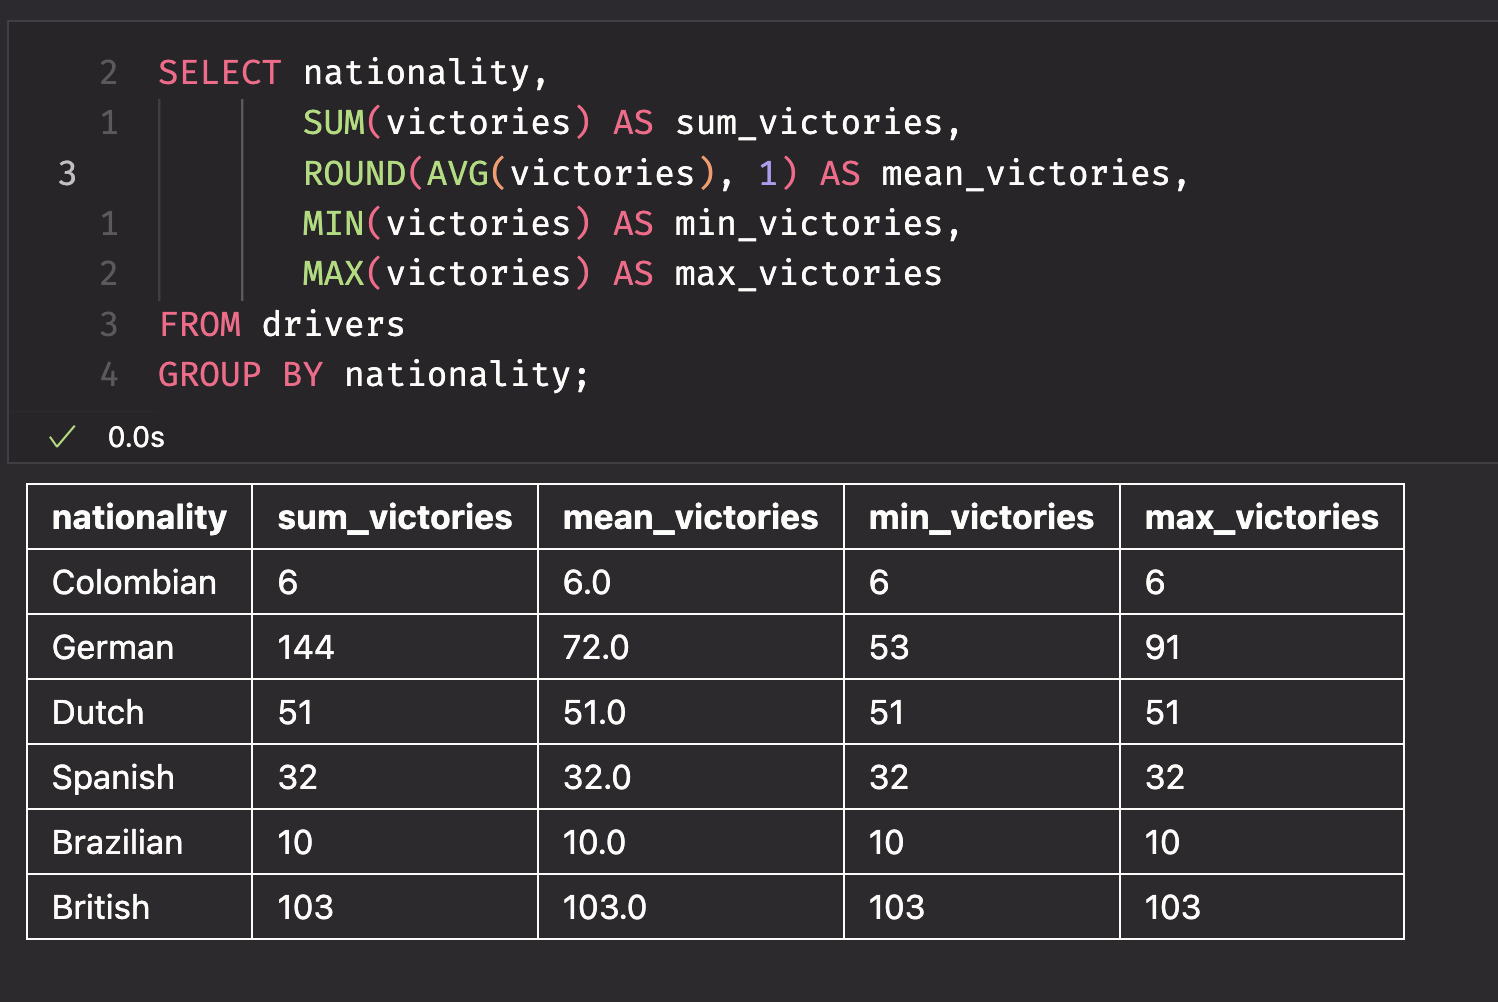 2 SELECT nationality,
1 SUM(victories) AS sum_victories,
3 ROUND(AVG(victories), 1) AS mean_victories,
1 MIN(victories) AS min_victories,
2 MAX(victories) AS max_victories
3 FROM drivers
4 GROUP BY nationality;
✓ 0.0s
nationality sum_victories mean_victories min_victories max_victories
Colombian 6 6.0 6 6
German 144 72.0 53 91
Dutch 51 51.0 51 51
Spanish 32 32.0 32 32
Brazilian 10 10.0 10 10
British 103 103.0 103 103